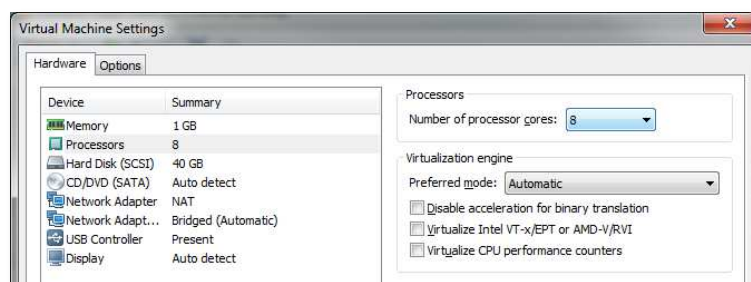 Virtual Machine Settings
Hardware Options
Device Summary
Memory 1 GB
Processors 8
Hard Disk (SCSI) 40 GB
CD/DVD (SATA) Auto detect
Network Adapter NAT
Network Adapt... Bridged (Automatic)
USB Controller Present
Display Auto detect
Processors
Number of processor cores: 8
Virtualization engine
Preferred mode: Automatic
Disable acceleration for binary translation
Virtualize Intel VT-x/EPT or AMD-V/RVI
Virtualize CPU performance counters